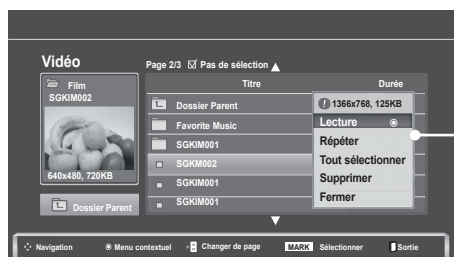 Vidéo
Page 2/3 Pas de sélection
Film
SGKIM002
640x480, 720KB
Dossier Parent
Titre
Durée
Dossier Parent
Favorite Music
SGKIM001
SGKM002
SGKIM001
SGKIM001
1366x768, 125KB
Lecture
Répéter
Tout sélectionner
Supprimer
Fermer
Navigation
Menu contextuel
Changer de page
MARK Sélectionner
Sortie